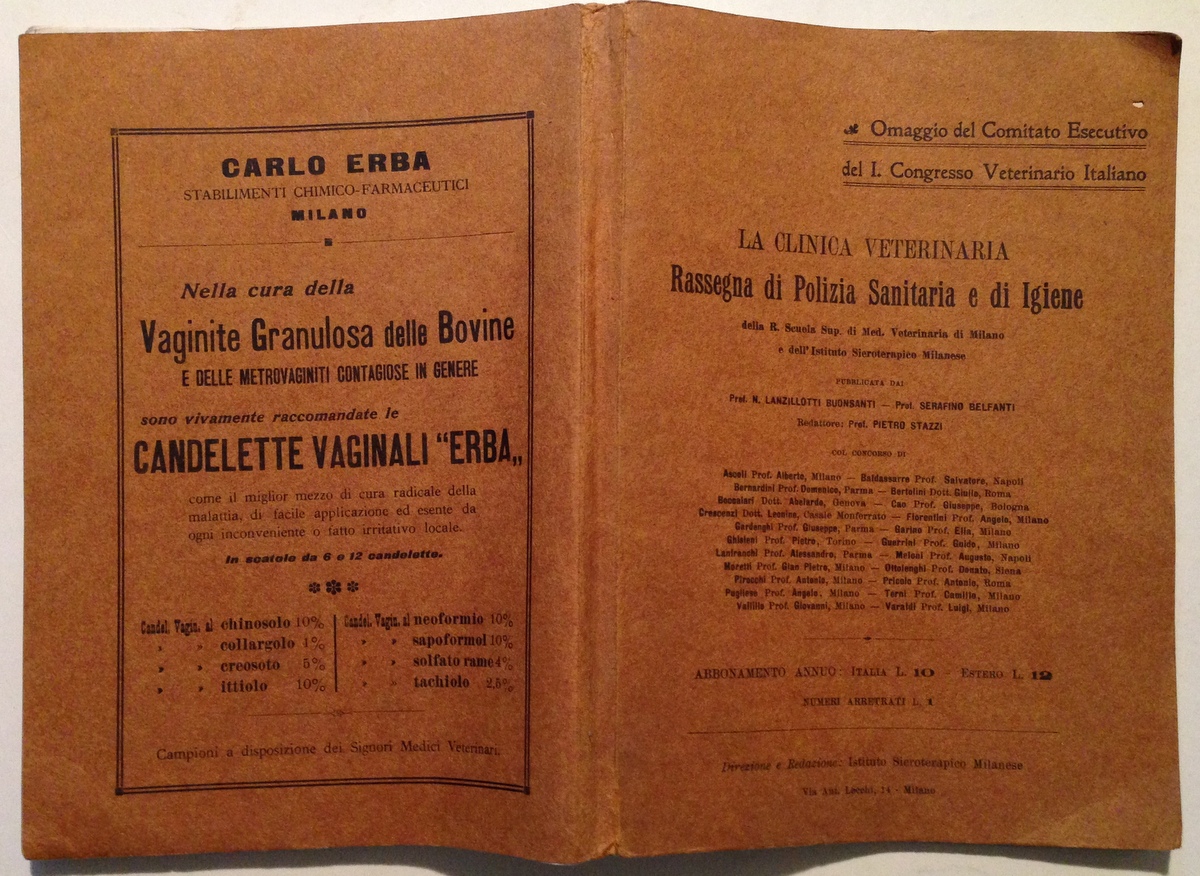 CARLO ERBA
STABILIMENTI CHIMICO-FARMACEUTICI
MILANO
Nella cura della
Vaginite Granulosa delle Bovine
E DELLE METROVAGINITI CONTAGIOSE IN GENERE
sono vivamente raccomandate le
CANDELETTE VAGINALI "ERBA„
come il miglior mezzo di cura radicale della
malattia, di facile applicazione ed esente da
ogni inconveniente o fatto irritativo locale.
In scatole da 6 e 12 candelette.
Candel. Vagin. al chinosolo 10%
» » collargolo 1%
» » creosoto 5%
» » ittiolo 10%
Candel. Vagin. al neoformio 10%
» » sapoformol 10%
» » solfato rame 4%
» » tachiolo 2,5%
Campioni a disposizione dei Signori Medici Veterinari.
Omaggio del Comitato Esecutivo
del I. Congresso Veterinario Italiano
LA CLINICA VETERINARIA
Rassegna di Polizia Sanitaria e di Igiene
della R. Scuola Sup. di Med. Veterinaria di Milano
e dell'Istituto Sieroterapico Milanese
PUBBLICATA DAI
Prof. N. LANZILLOTTI BUONSANTI — Prof. SERAFINO BELFANTI
Redattore: Prof. PIETRO STAZZI
COL CONCORSO DI
Ascoli Prof. Alberto, Milano — Baldassarre Prof. Salvatore, Napoli
Bernardini Prof. Domenico, Parma — Bertolini Dott. Giulio, Roma
Boccalari Dott. Abelardo, Genova — Cao Prof. Giuseppe, Bologna
Crescenzi Dott. Leonino, Casale Monferrato — Fiorentini Prof. Angelo, Milano
Gardenghi Prof. Giuseppe, Parma — Garino Prof. Elia, Milano
Ghisleni Prof. Pietro, Torino — Guerrini Prof. Guido, Milano
Lanfranchi Prof. Alessandro, Parma — Meloni Prof. Augusto, Napoli
Moretti Prof. Gian Pietro, Milano — Ottolenghi Prof. Donato, Siena
Pirocchi Prof. Antonio, Milano — Pricolo Prof. Antonio, Roma
Pugliese Prof. Angelo, Milano — Terni Prof. Camillo, Milano
Vallillo Prof. Giovanni, Milano — Varaldi Prof. Luigi, Milano
ABBONAMENTO ANNUO: ITALIA L. 10 - ESTERO L. 12
NUMERI ARRETRATI L. 1
Direzione e Redazione: Istituto Sieroterapico Milanese
Via Ant. Lecchi, 14 - Milano